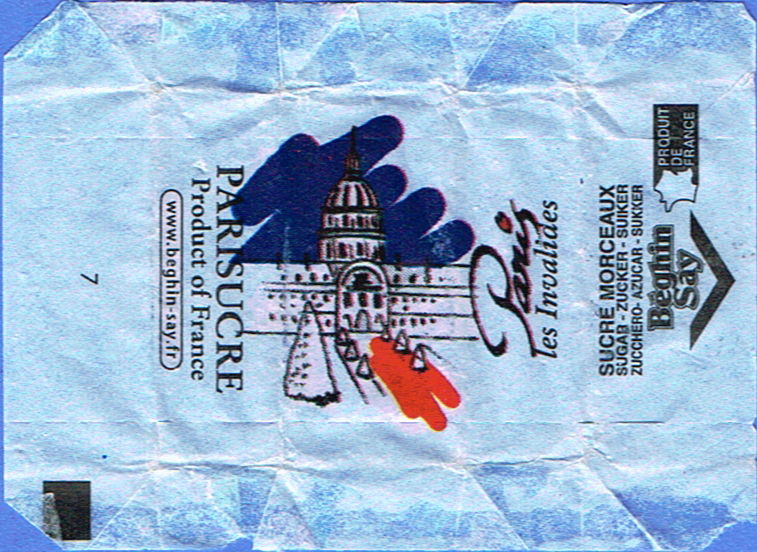 PRODUIT
DE
FRANCE
Béghin
Say
SUCRE MORCEAUX
SUGAR - ZUCKER - SUIKER
ZUCCHERO - AZUCAR - SUKKER
Paris
les Invalides
PARISUCRE
Product of France
www.beghin-say.fr
7